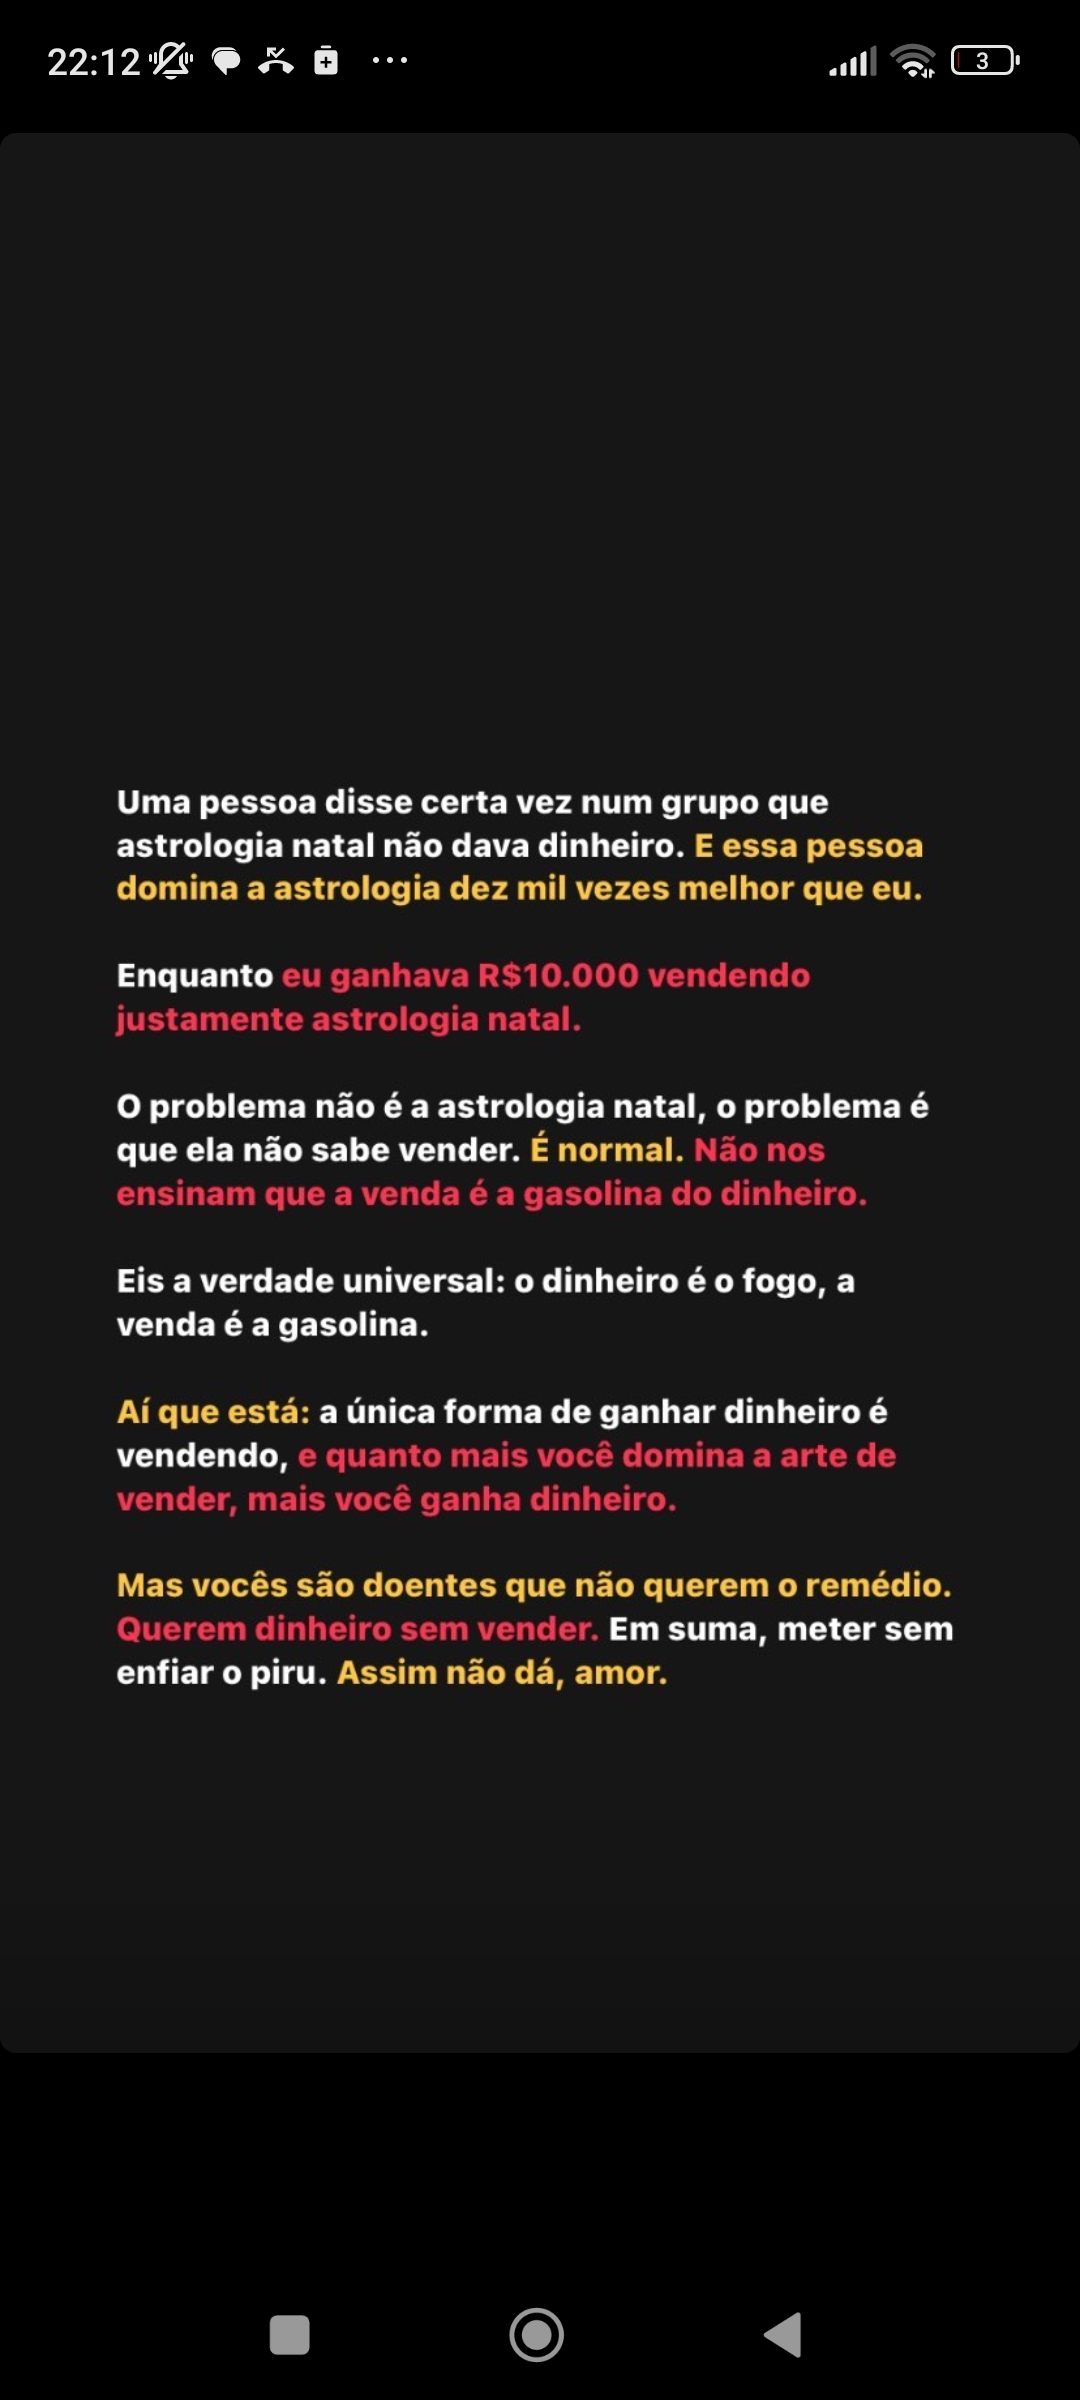 22:12
3
Uma pessoa disse certa vez num grupo que
astrologia natal não dava dinheiro. E essa pessoa
domina a astrologia dez mil vezes melhor que eu.
Enquanto eu ganhava R$10.000 vendendo
justamente astrologia natal.
O problema não é a astrologia natal, o problema é
que ela não sabe vender. É normal. Não nos
ensinam que a venda é a gasolina do dinheiro.
Eis a verdade universal: o dinheiro é o fogo, a
venda é a gasolina.
Aí que está: a única forma de ganhar dinheiro é
vendendo, e quanto mais você domina a arte de
vender, mais você ganha dinheiro.
Mas vocês são doentes que não querem o remédio.
Querem dinheiro sem vender. Em suma, meter sem
enfiar o piru. Assim não dá, amor.